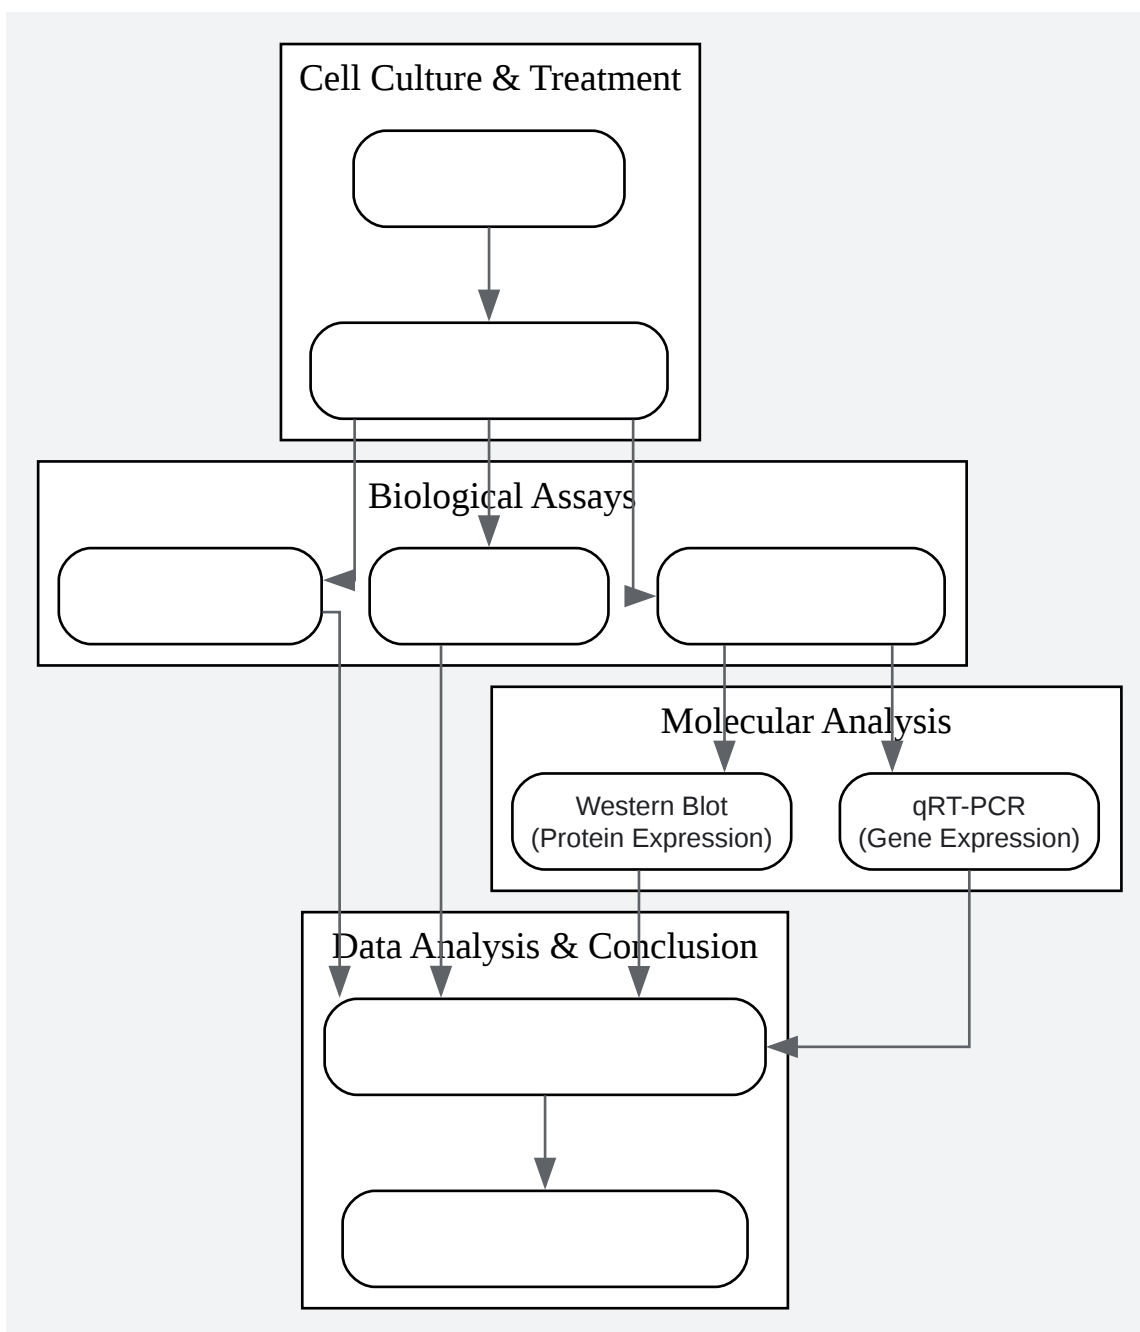 Cell Culture & Treatment
Biological Assays
Molecular Analysis
Western Blot
(Protein Expression)
qRT-PCR
(Gene Expression)
Data Analysis & Conclusion